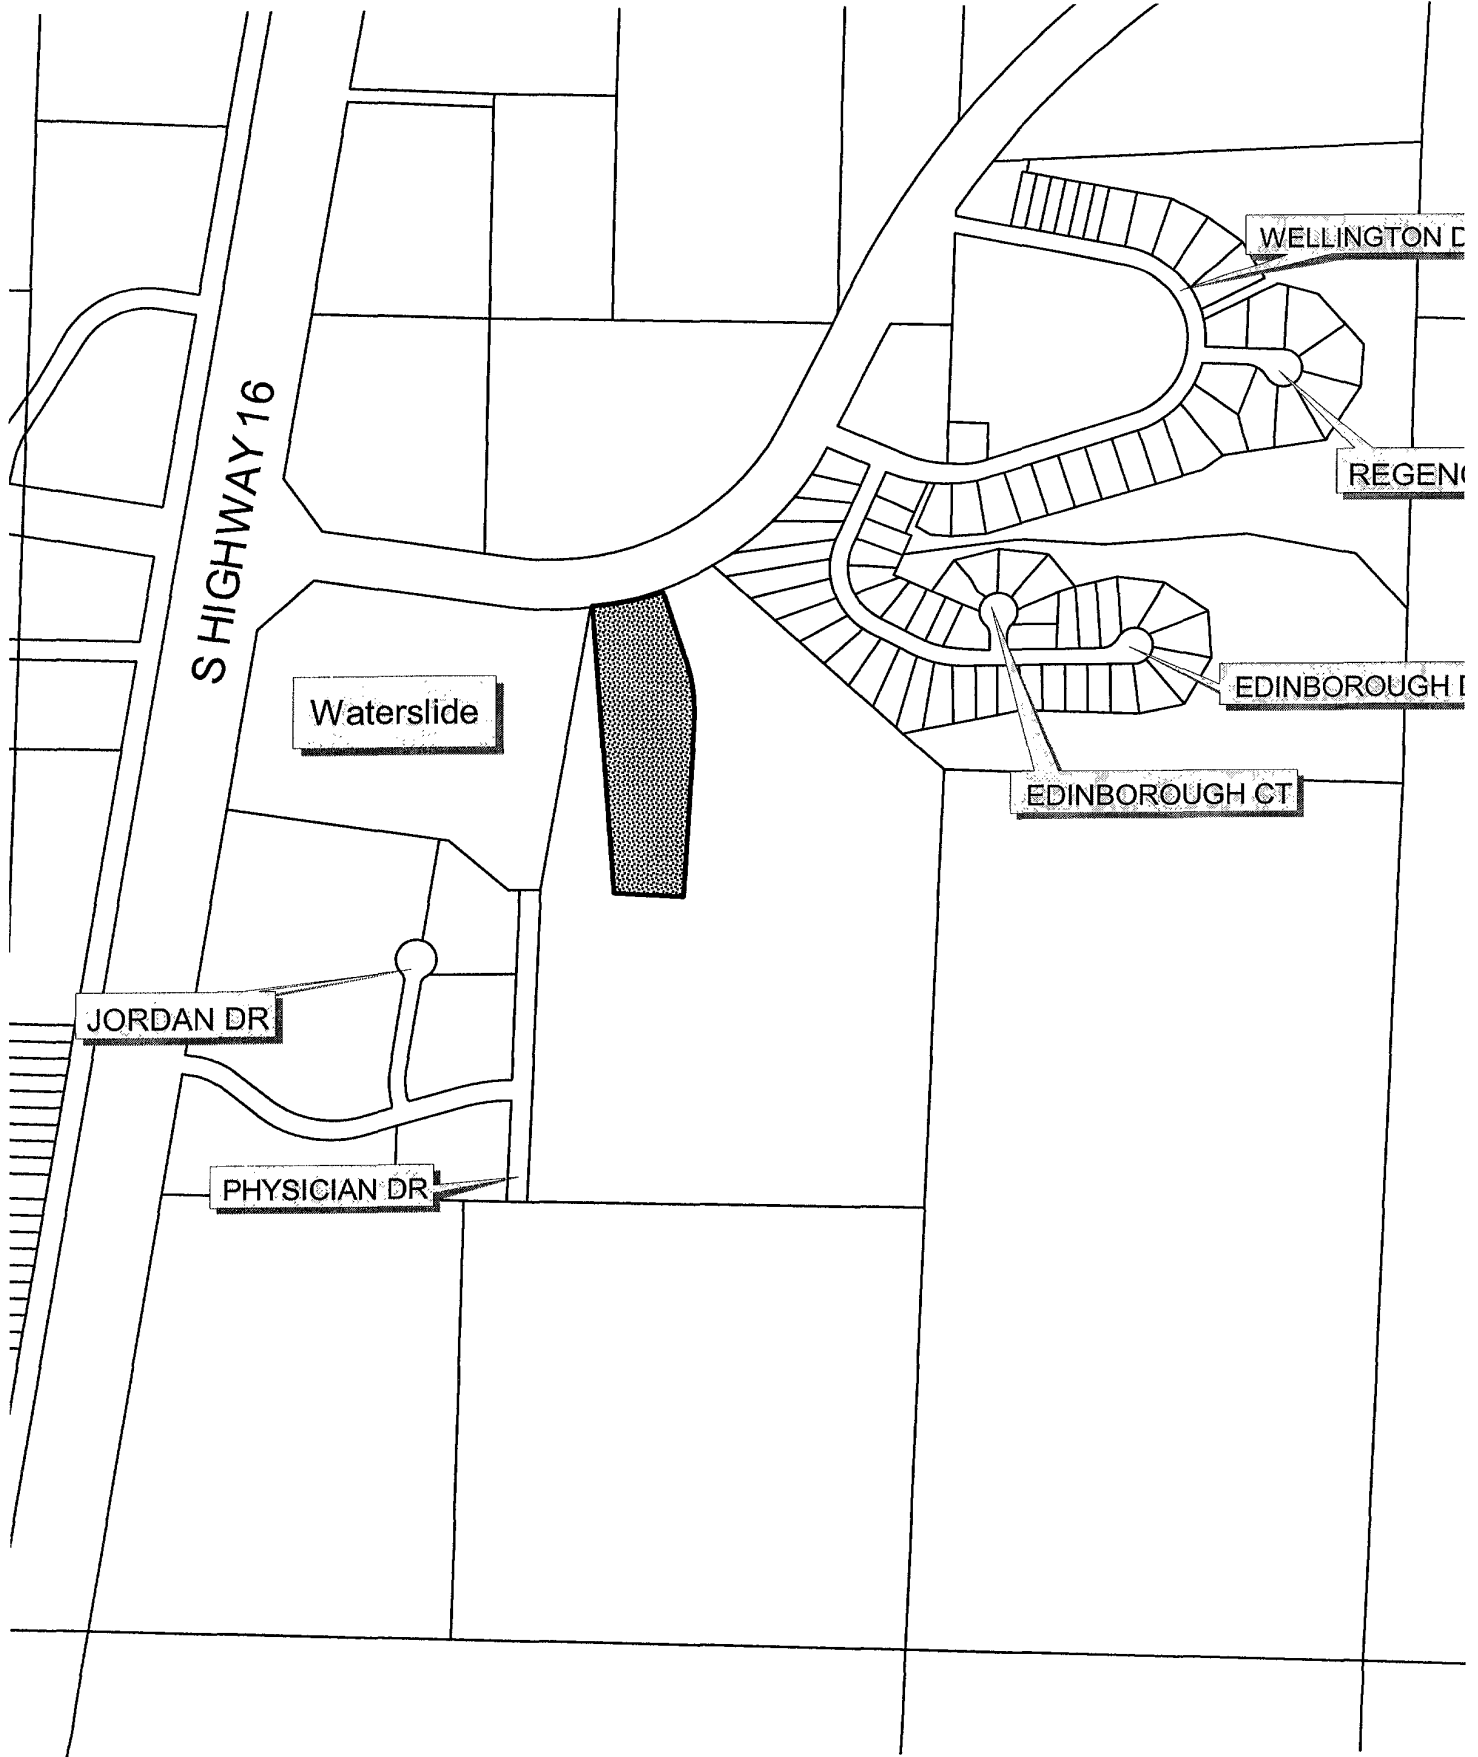 WELLINGTON D
S HIGHWAY 16
REGENC
EDINBOROUGH D
Waterslide
EDINBOROUGH CT
JORDAN DR
PHYSICIAN DR